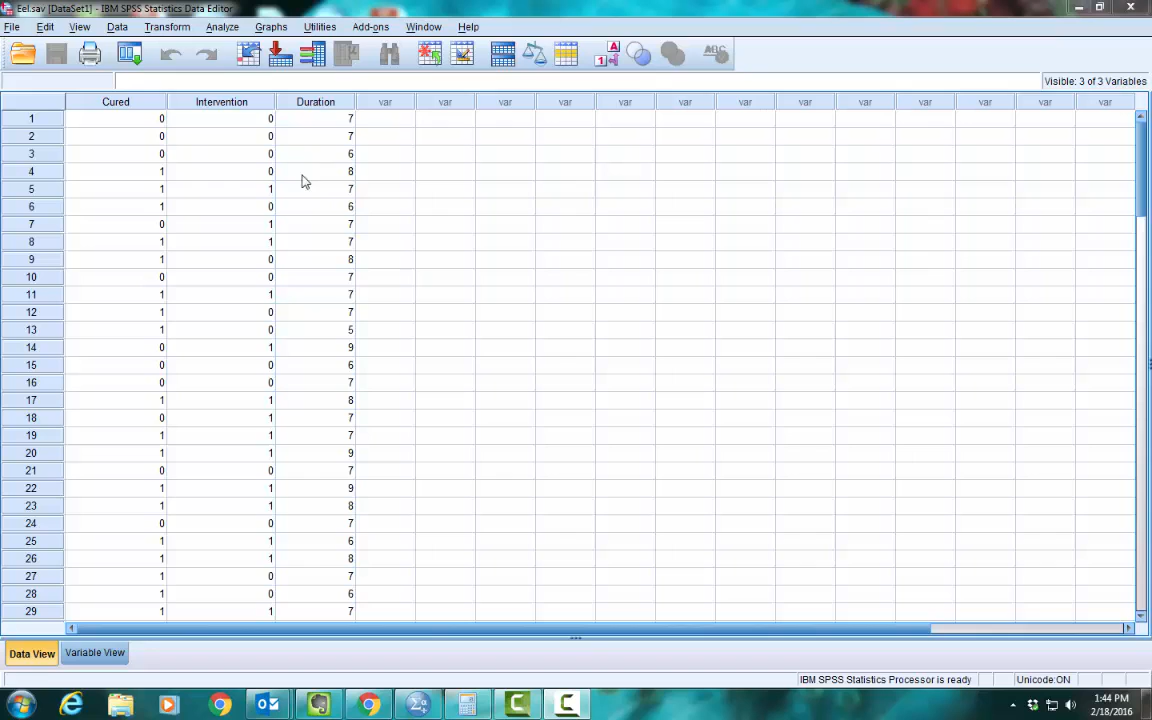 Eel.sav [DataSet1] - IBM SPSS Statistics Data Editor
File Edit View Data Transform Analyze Graphs Utilities Add-ons Window Help
A
1 ABC
Visible: 3 of 3 Variables
Cured Intervention Duration var var var var var var var var var var var var var
1 0 0 7
2 0 0 7
3 0 0 6
4 1 0 8
5 1 1 7
6 1 0 6
7 0 1 7
8 1 1 7
9 1 0 8
10 0 0 7
11 1 1 7
12 1 0 7
13 1 0 5
14 0 1 9
15 0 0 6
16 0 0 7
17 1 1 8
18 0 1 7
19 1 1 7
20 1 1 9
21 0 0 7
22 1 1 9
23 1 1 8
24 0 0 7
25 1 1 6
26 1 1 8
27 1 0 7
28 1 0 6
29 1 1 7
Data View Variable View
IBM SPSS Statistics Processor is ready Unicode:ON
1:44 PM
2/18/2016